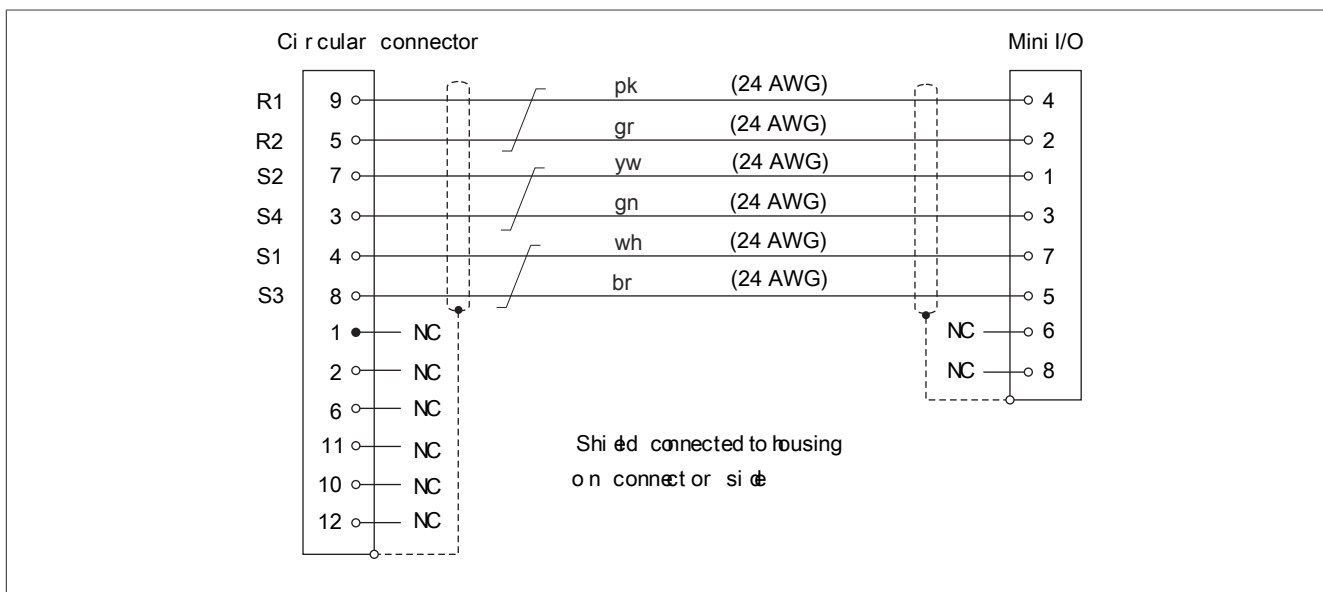 Circular connector Mini I/O
R1 9 pk (24 AWG) 4
R2 5 gr (24 AWG) 2
S2 7 yw (24 AWG) 1
S4 3 gn (24 AWG) 3
S1 4 wh (24 AWG) 7
S3 8 br (24 AWG) 5
1 NC NC 6
2 NC NC 8
6 NC
11 NC
10 NC
12 NC
Shield connected to housing
on connector side